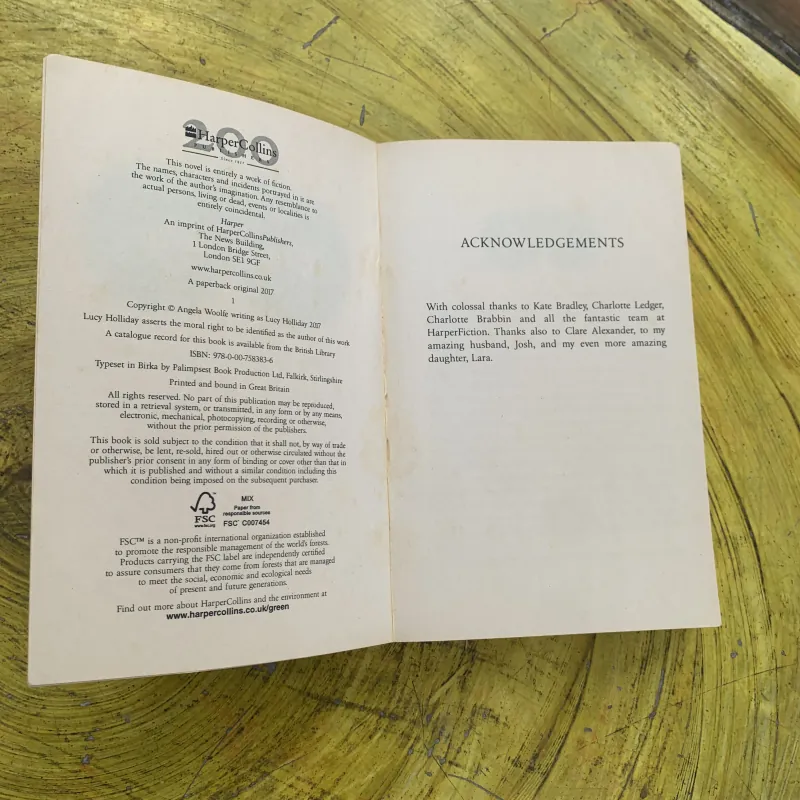 200
HarperCollins
PUBLISHERS
SINCE 1817
This novel is entirely a work of fiction.
The names, characters and incidents portrayed in it are
the work of the author's imagination. Any resemblance to
actual persons, living or dead, events or localities is
entirely coincidental.
Harper
An imprint of HarperCollinsPublishers,
The News Building,
1 London Bridge Street,
London SE1 9GF
www.harpercollins.co.uk
A paperback original 2017
1
Copyright © Angela Woolfe writing as Lucy Holliday 2017
Lucy Holliday asserts the moral right to be identified as the author of this work
A catalogue record for this book is available from the British Library
ISBN: 978-0-00-758383-6
Typeset in Birka by Palimpsest Book Production Ltd, Falkirk, Stirlingshire
Printed and bound in Great Britain
All rights reserved. No part of this publication may be reproduced,
stored in a retrieval system, or transmitted, in any form or by any means,
electronic, mechanical, photocopying, recording or otherwise,
without the prior permission of the publishers.
This book is sold subject to the condition that it shall not, by way of trade
or otherwise, be lent, re-sold, hired out or otherwise circulated without the
publisher's prior consent in any form of binding or cover other than that in
which it is published and without a similar condition including this
condition being imposed on the subsequent purchaser.
FSC
www.fsc.org
MIX
Paper from
responsible sources
FSC™ C007454
FSC™ is a non-profit international organization established
to promote the responsible management of the world's forests.
Products carrying the FSC label are independently certified
to assure consumers that they come from forests that are managed
to meet the social, economic and ecological needs
of present and future generations.
Find out more about HarperCollins and the environment at
www.harpercollins.co.uk/green
ACKNOWLEDGEMENTS
With colossal thanks to Kate Bradley, Charlotte Ledger,
Charlotte Brabbin and all the fantastic team at
HarperFiction. Thanks also to Clare Alexander, to my
amazing husband, Josh, and my even more amazing
daughter, Lara.